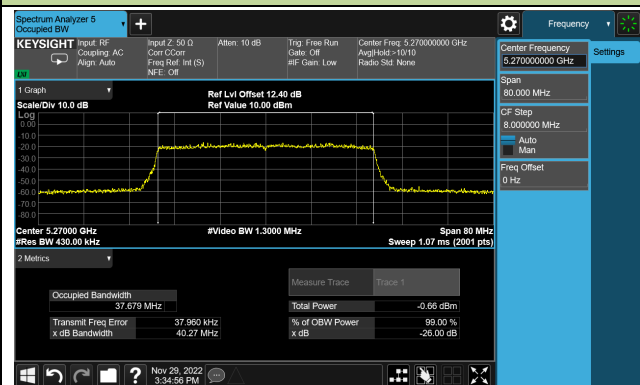 Spectrum Analyzer 5
Occupied BW
Frequency
KEYSIGHT
Input: RF
Coupling: AC
Align: Auto
Input Z: 50 Ω
Corr CCorr
Freq Ref: Int (S)
NFE: Off
Atten: 10 dB
Trig: Free Run
Gate: Off
#IF Gain: Low
Center Freq: 5.270000000 GHz
Avg|Hold:>10/10
Radio Std: None
LXI
Center Frequency
5.270000000 GHz
Settings
Span
80.000 MHz
CF Step
8.000000 MHz
Auto
Man
Freq Offset
0 Hz
1 Graph
Scale/Div 10.0 dB
Ref Lvl Offset 12.40 dB
Ref Value 10.00 dBm
Log
0.00
-10.0
-20.0
-30.0
-40.0
-50.0
-60.0
-70.0
-80.0
Center 5.27000 GHz
#Res BW 430.00 kHz
#Video BW 1.3000 MHz
Span 80 MHz
Sweep 1.07 ms (2001 pts)
2 Metrics
Measure Trace
Trace 1
Occupied Bandwidth
37.679 MHz
Total Power
-0.66 dBm
Transmit Freq Error
37.960 kHz
% of OBW Power
99.00 %
x dB Bandwidth
40.27 MHz
x dB
-26.00 dB
?
Nov 29, 2022
3:34:56 PM